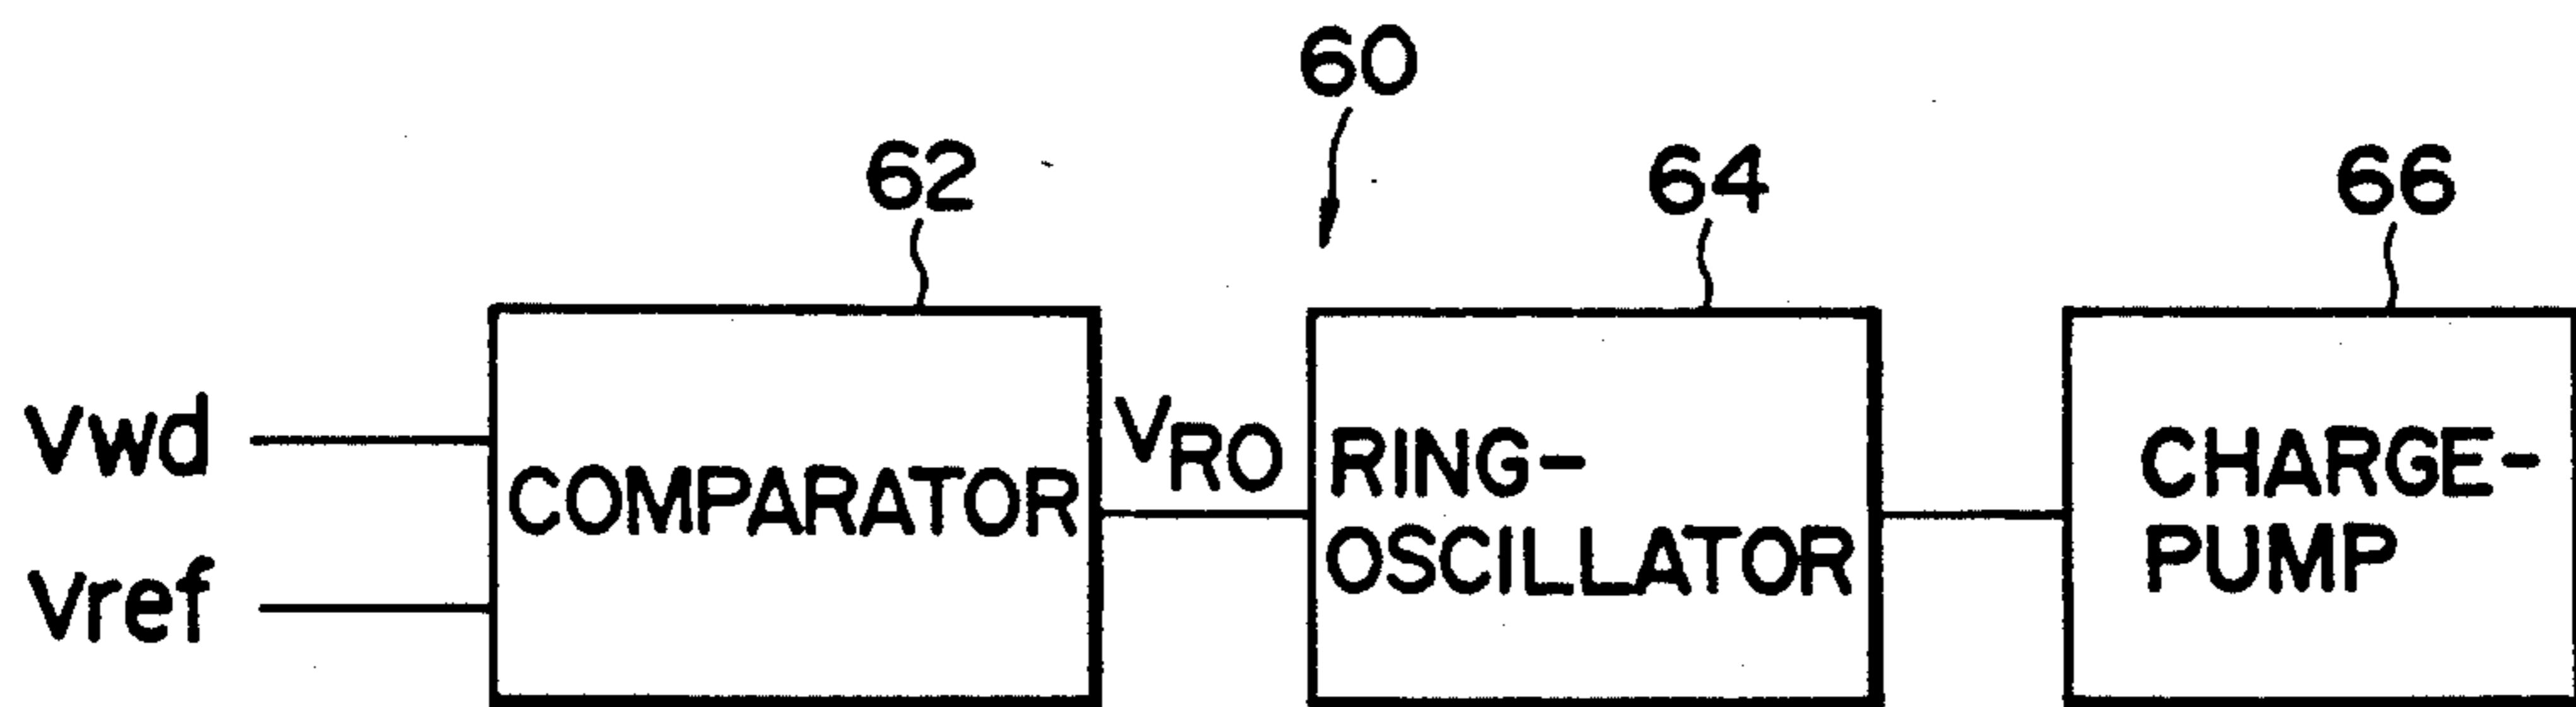 60
62
64
66
Vwd
Vref
COMPARATOR
VRO
RING-
OSCILLATOR
CHARGE-
PUMP